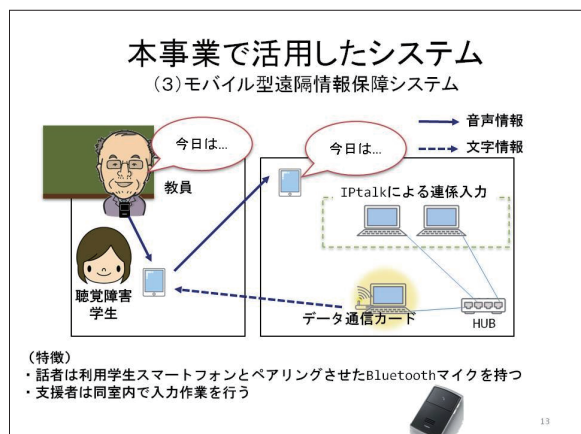 本事業で活用したシステム
（3）モバイル型遠隔情報保障システム
今日は…
今日は…
音声情報
文字情報
教員
IPtalkによる連係入力
聴覚障害
学生
データ通信カード
HUB
（特徴）
・話者は利用学生スマートフォンとペアリングさせたBluetoothマイクを持つ
・支援者は同室内で入力作業を行う
13